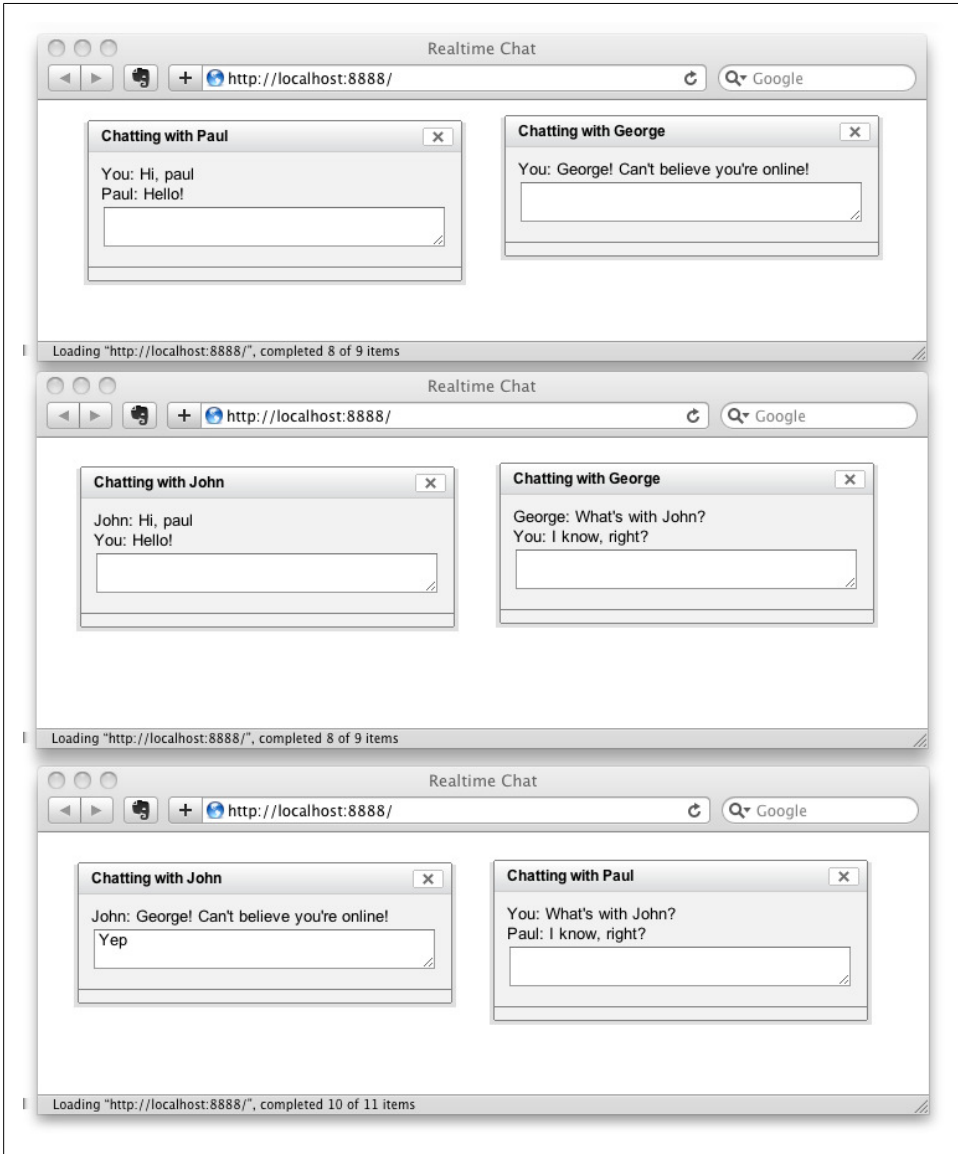 Realtime Chat
http://localhost:8888/
Google
Chatting with Paul
You: Hi, paul
Paul: Hello!
Chatting with George
You: George! Can't believe you're online!
Loading “http://localhost:8888/”, completed 8 of 9 items
Realtime Chat
http://localhost:8888/
Google
Chatting with John
John: Hi, paul
You: Hello!
Chatting with George
George: What's with John?
You: I know, right?
Loading “http://localhost:8888/”, completed 8 of 9 items
Realtime Chat
http://localhost:8888/
Google
Chatting with John
John: George! Can't believe you're online!
Yep
Chatting with Paul
You: What's with John?
Paul: I know, right?
Loading “http://localhost:8888/”, completed 10 of 11 items